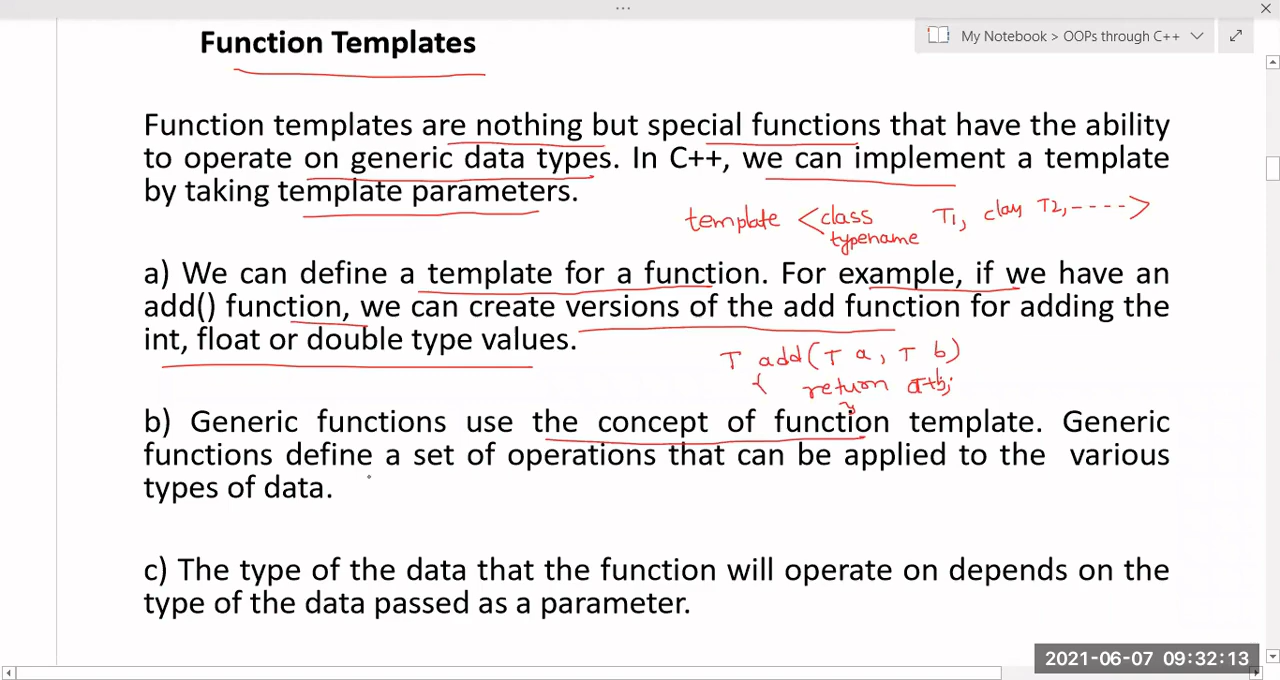 ...
Function Templates
My Notebook > OOPs through C++
Function templates are nothing but special functions that have the ability
to operate on generic data types. In C++, we can implement a template
by taking template parameters.
template <class T1, clay T2, ---->
typename
a) We can define a template for a function. For example, if we have an
add() function, we can create versions of the add function for adding the
int, float or double type values.
T add(T a, T b)
{ return a+b;
}
b) Generic functions use the concept of function template. Generic
functions define a set of operations that can be applied to the various
types of data.
c) The type of the data that the function will operate on depends on the
type of the data passed as a parameter.
2021-06-07 09:32:13